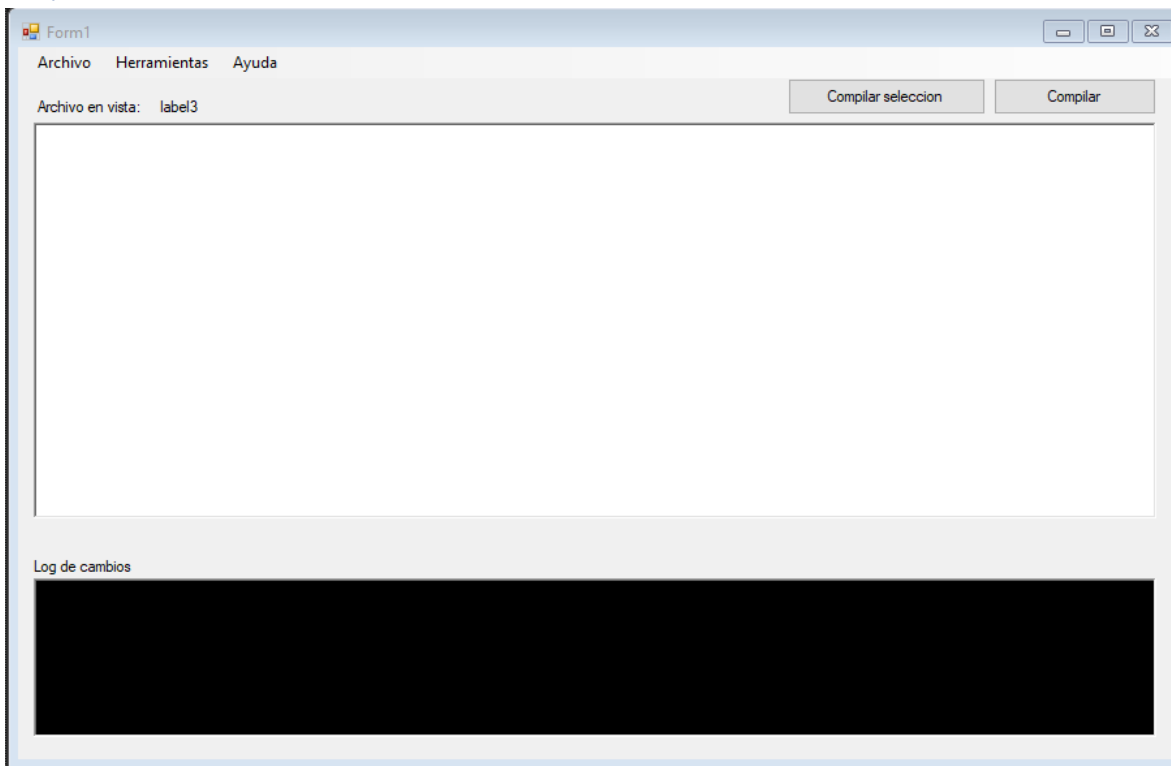 Form1
Archivo Herramientas Ayuda
Archivo en vista: label3 Compilar seleccion Compilar
Log de cambios